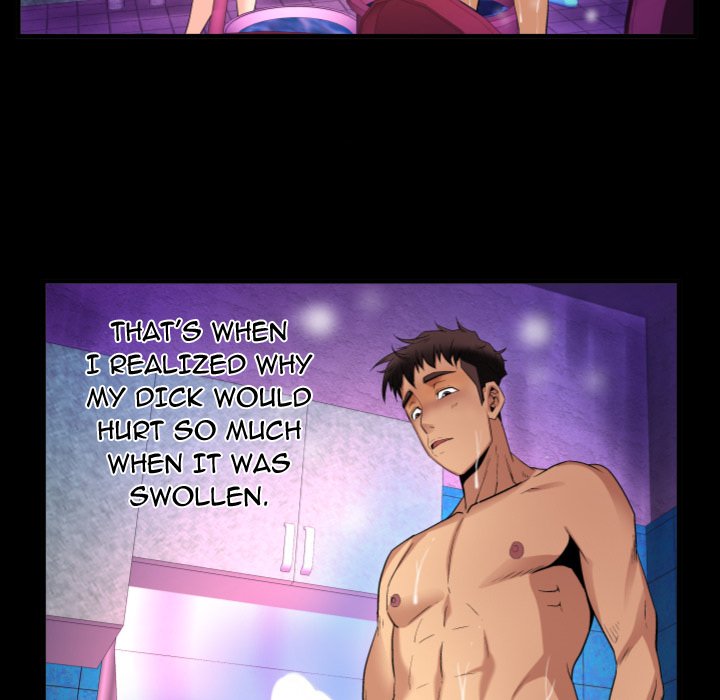 THAT'S WHEN
I REALIZED WHY
MY DICK WOULD
HURT SO MUCH
WHEN IT WAS
SWOLLEN.